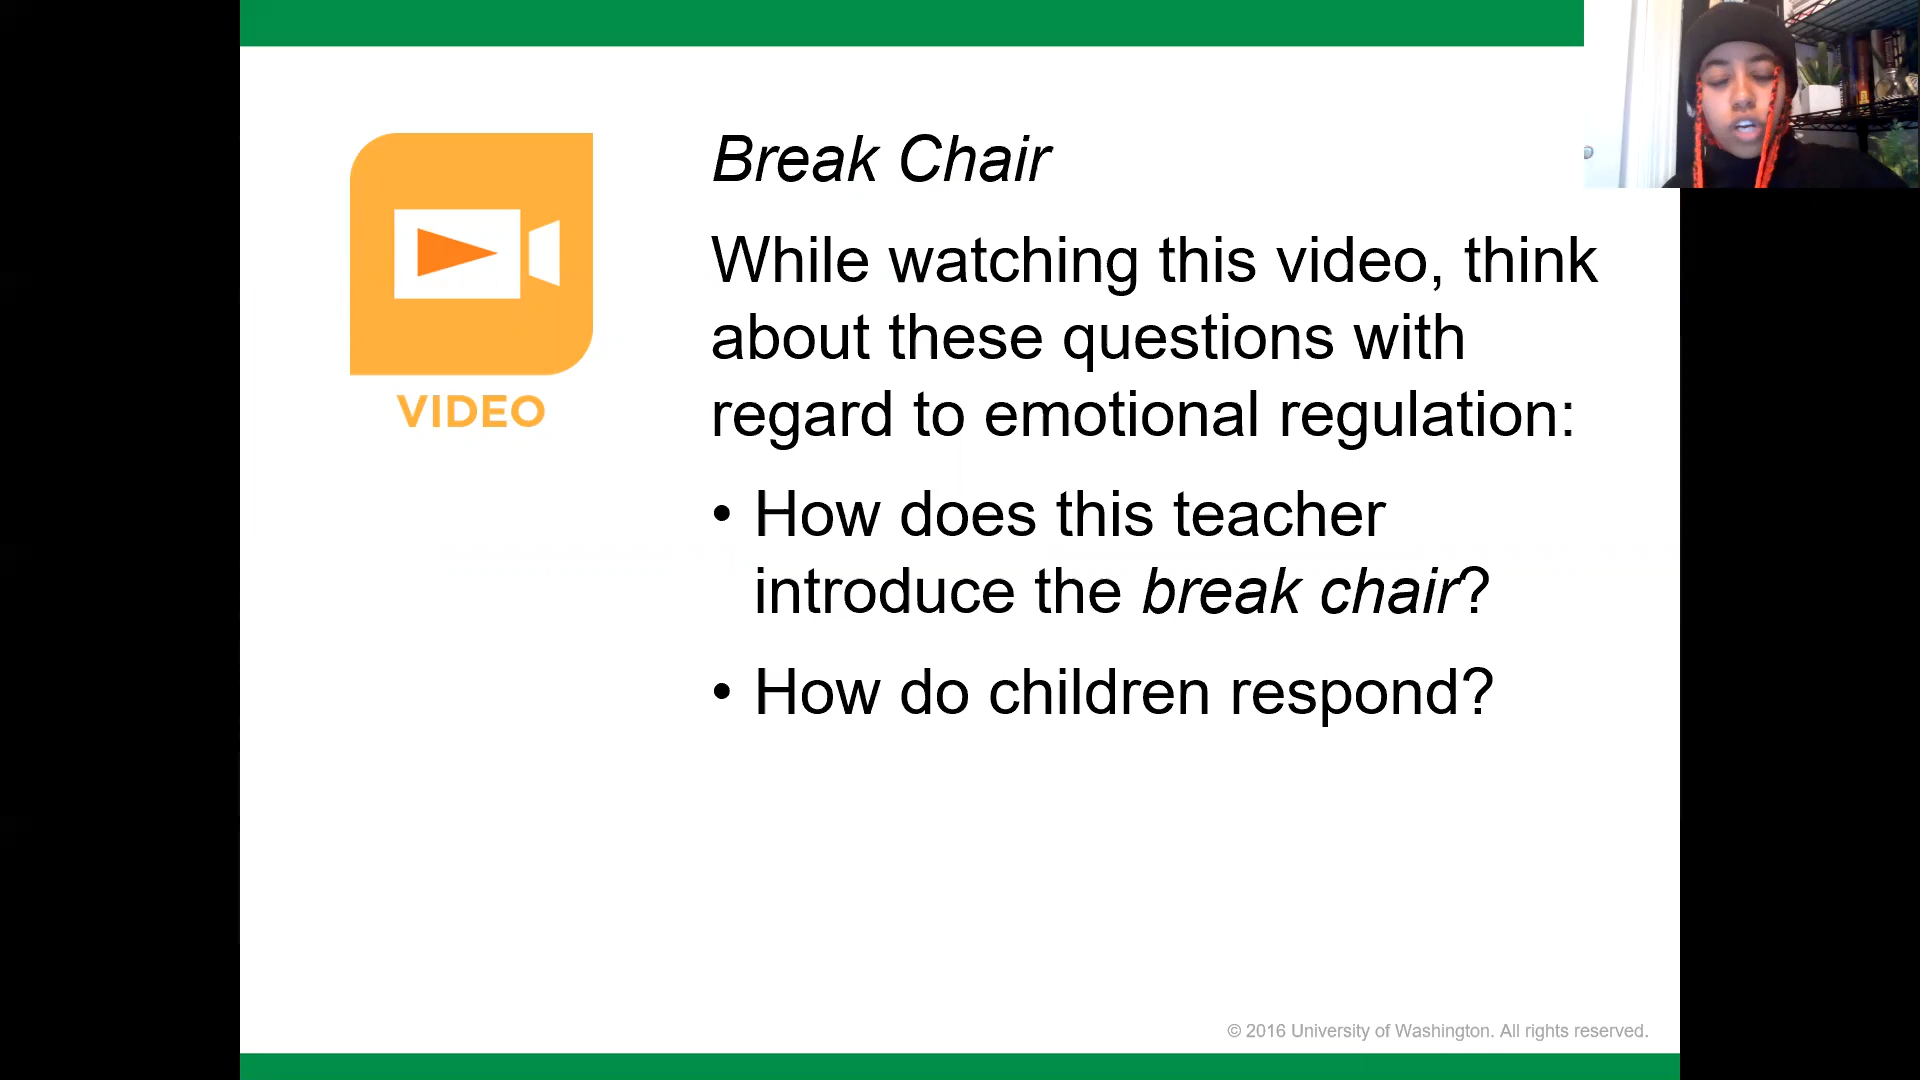 Break Chair
While watching this video, think
about these questions with
regard to emotional regulation:
• How does this teacher
introduce the break chair?
• How do children respond?
VIDEO
© 2016 University of Washington. All rights reserved.